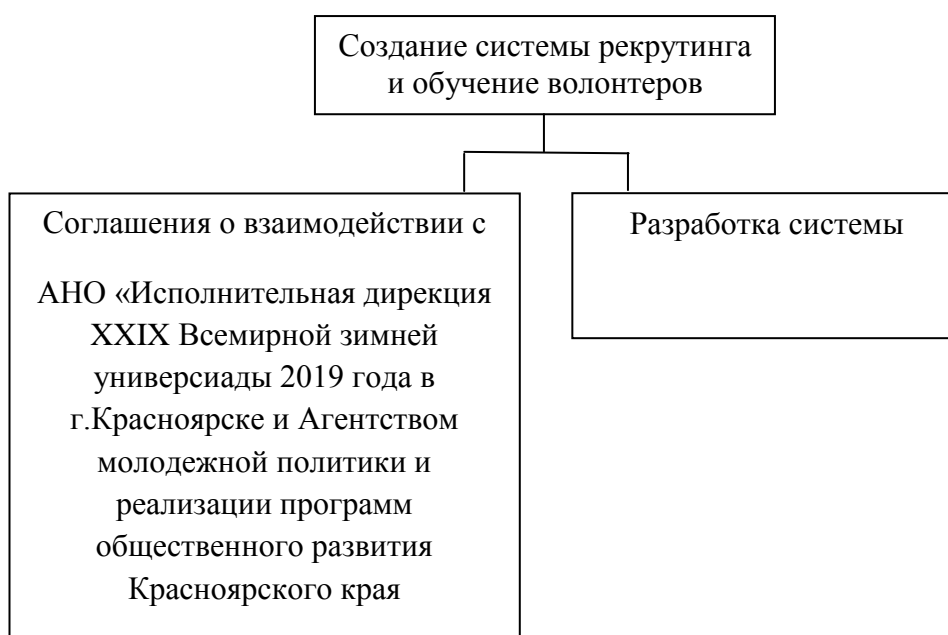 Создание системы рекрутинга
и обучение волонтеров
Соглашения о взаимодействии с
АНО «Исполнительная дирекция
XXIX Всемирной зимней
универсиады 2019 года в
г.Красноярске и Агентством
молодежной политики и
реализации программ
общественного развития
Красноярского края
Разработка системы